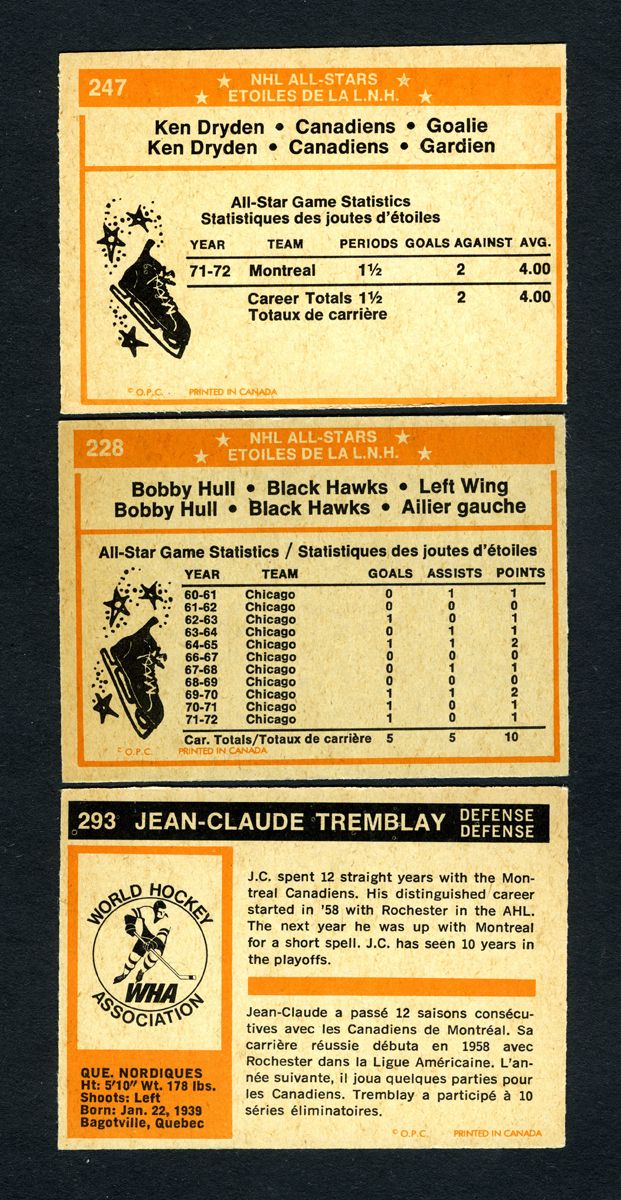 247
NHL ALL-STARS
ETOILES DE LA L.N.H.
Ken Dryden • Canadiens • Goalie
Ken Dryden • Canadiens • Gardien
All-Star Game Statistics
Statistiques des joutes d'étoiles
YEAR TEAM PERIODS GOALS AGAINST AVG.
71-72 Montreal 1½ 2 4.00
Career Totals 1½ 2 4.00
Totaux de carrière
© O.P.C. PRINTED IN CANADA
228
NHL ALL-STARS
ETOILES DE LA L.N.H.
Bobby Hull • Black Hawks • Left Wing
Bobby Hull • Black Hawks • Ailier gauche
All-Star Game Statistics / Statistiques des joutes d'étoiles
YEAR TEAM GOALS ASSISTS POINTS
60-61 Chicago 0 1 1
61-62 Chicago 0 0 0
62-63 Chicago 1 0 1
63-64 Chicago 0 1 1
64-65 Chicago 1 1 2
66-67 Chicago 0 0 0
67-68 Chicago 0 1 1
68-69 Chicago 0 0 0
69-70 Chicago 1 1 2
70-71 Chicago 1 0 1
71-72 Chicago 1 0 1
Car. Totals/Totaux de carrière 5 5 10
© O.P.C. PRINTED IN CANADA
293 JEAN-CLAUDE TREMBLAY DEFENSE
DÉFENSE
WORLD HOCKEY
WHA
ASSOCIATION
QUE. NORDIQUES
Ht: 5'10" Wt. 178 lbs.
Shoots: Left
Born: Jan. 22, 1939
Bagotville, Quebec
J.C. spent 12 straight years with the Mon-
treal Canadiens. His distinguished career
started in '58 with Rochester in the AHL.
The next year he was up with Montreal
for a short spell. J.C. has seen 10 years in
the playoffs.
Jean-Claude a passé 12 saisons consécu-
tives avec les Canadiens de Montréal. Sa
carrière réussie débuta en 1958 avec
Rochester dans la Ligue Américaine. L'an-
née suivante, il joua quelques parties pour
les Canadiens. Tremblay a participé à 10
séries éliminatoires.
© O.P.C. PRINTED IN CANADA